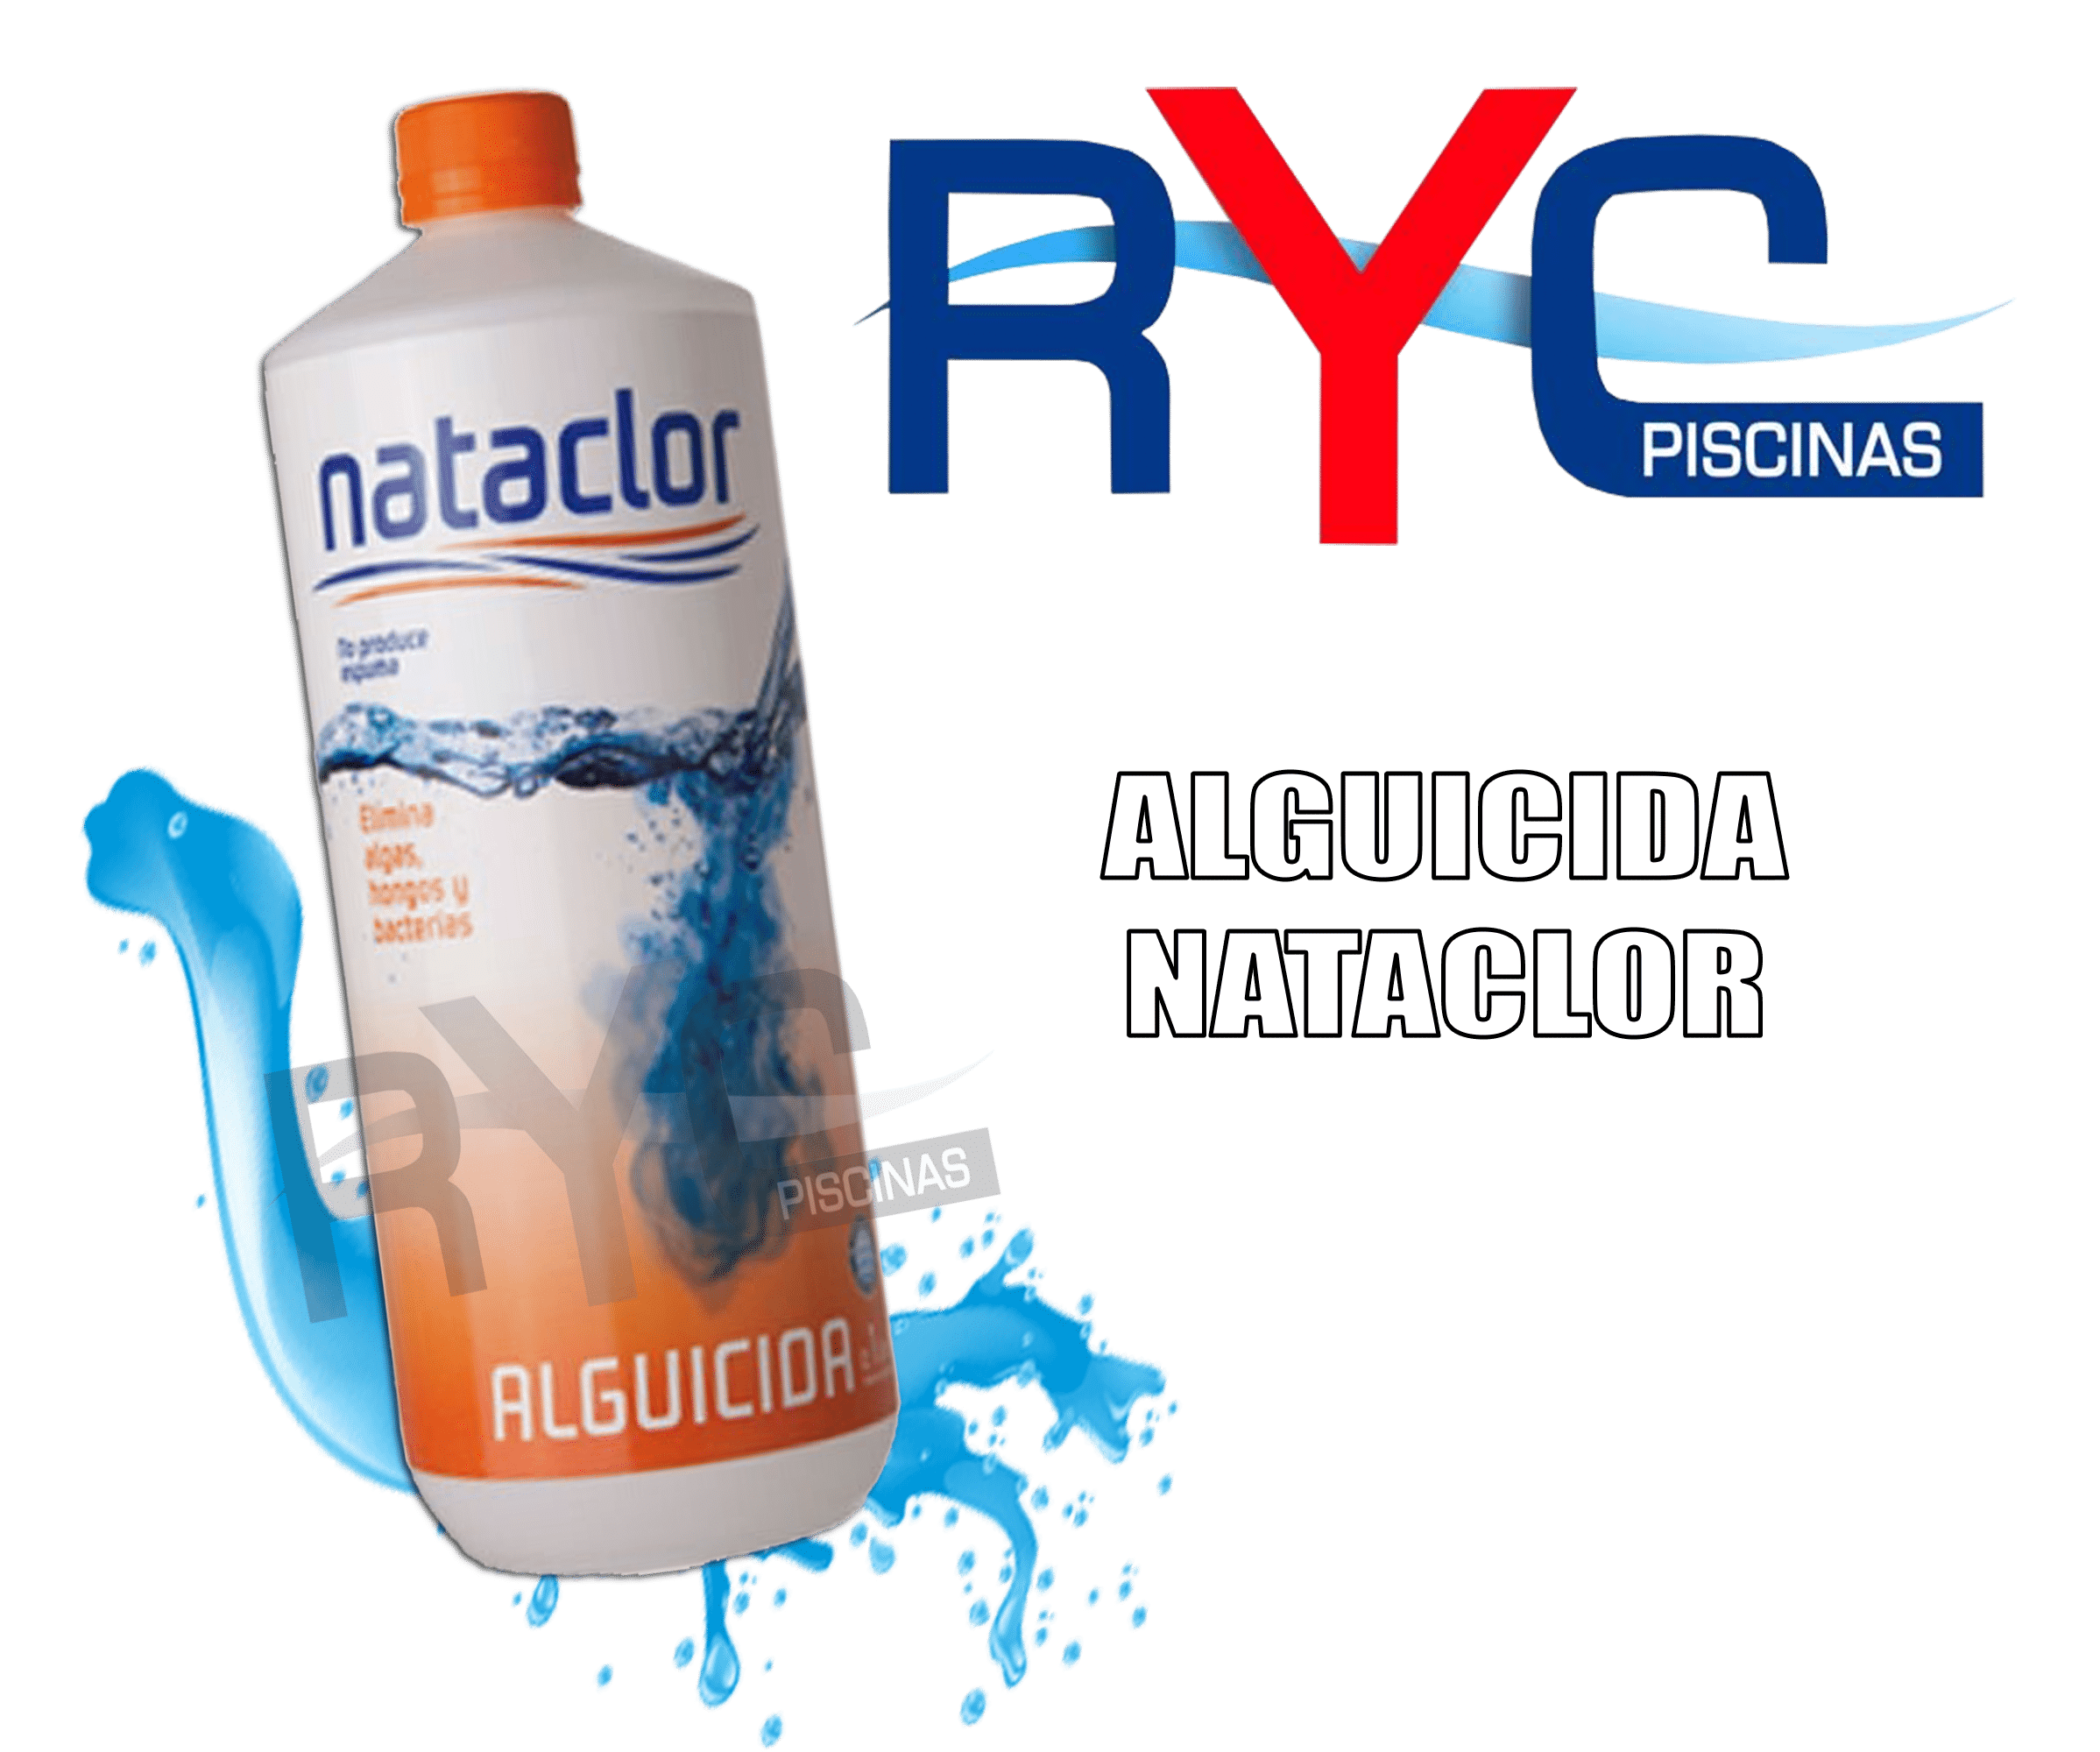 RYC
PISCINAS
nataclor
No produce
espuma
Elimina
algas,
hongos y
bacterias
ALGUICIDA
ALGUICIDA
NATACLOR
RYC
PISCINAS